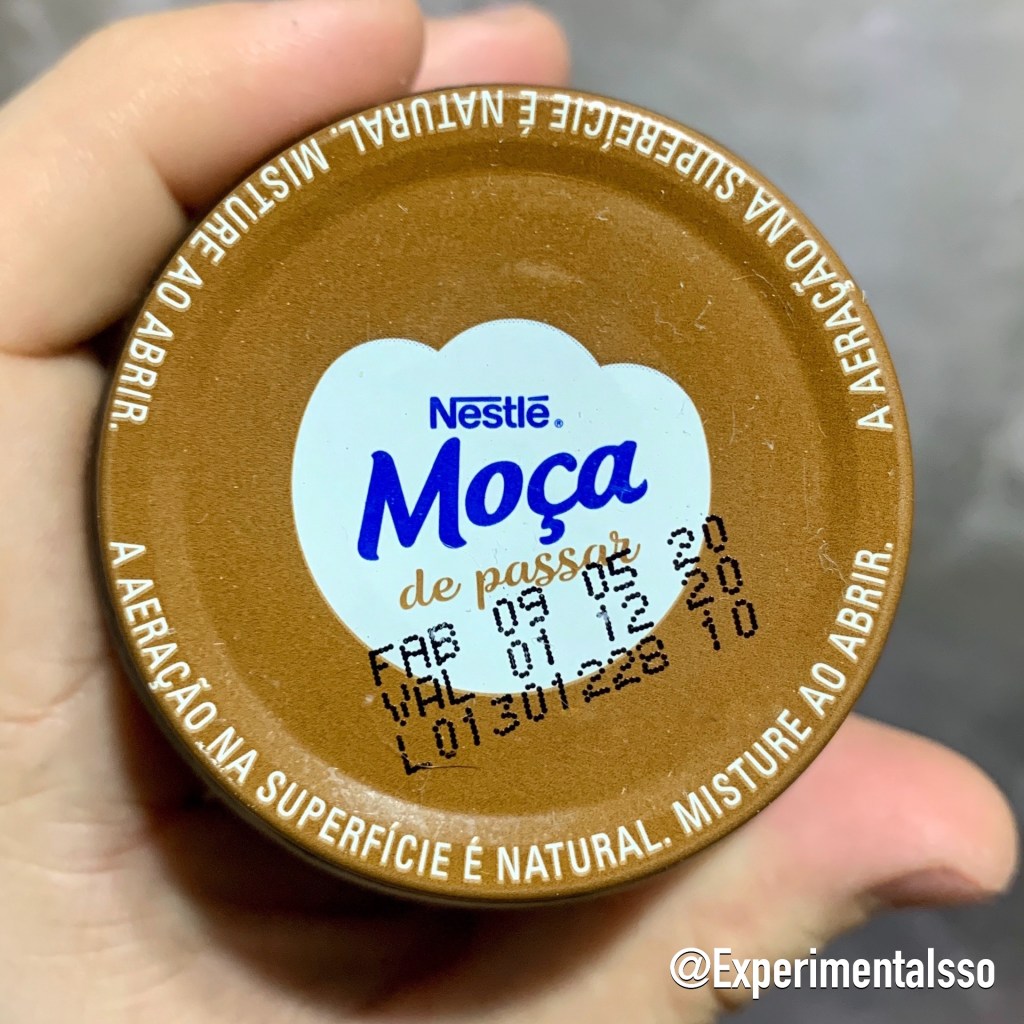 A AERAÇÃO NA SUPERFÍCIE É NATURAL. MISTURE AO ABRIR.
Nestlé®
Moça
de passar
FAB 09 05 20
VAL 01 12 20
L01301228 10
A AERAÇÃO NA SUPERFÍCIE É NATURAL. MISTURE AO ABRIR.
@ExperimentaIsso